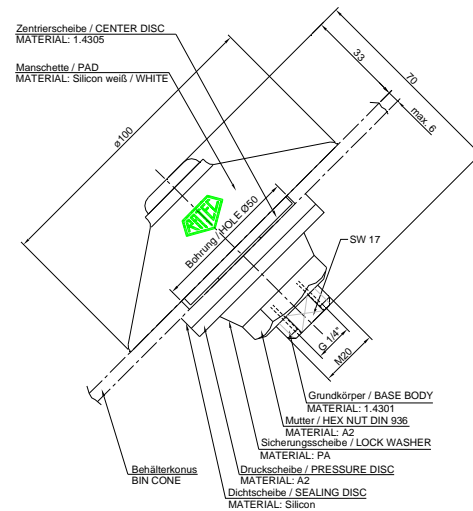 Zentrierscheibe / CENTER DISC
MATERIAL: 1.4305
Manschette / PAD
MATERIAL: Silicon weiß / WHITE
ø100
33
70
max. 6
Bohrung / HOLE Ø50
SW 17
G 1/4"
M20
Grundkörper / BASE BODY
MATERIAL: 1.4301
Mutter / HEX NUT DIN 936
MATERIAL: A2
Sicherungsscheibe / LOCK WASHER
MATERIAL: PA
Behälterkonus
BIN CONE
Druckscheibe / PRESSURE DISC
MATERIAL: A2
Dichtscheibe / SEALING DISC
MATERIAL: Silicon